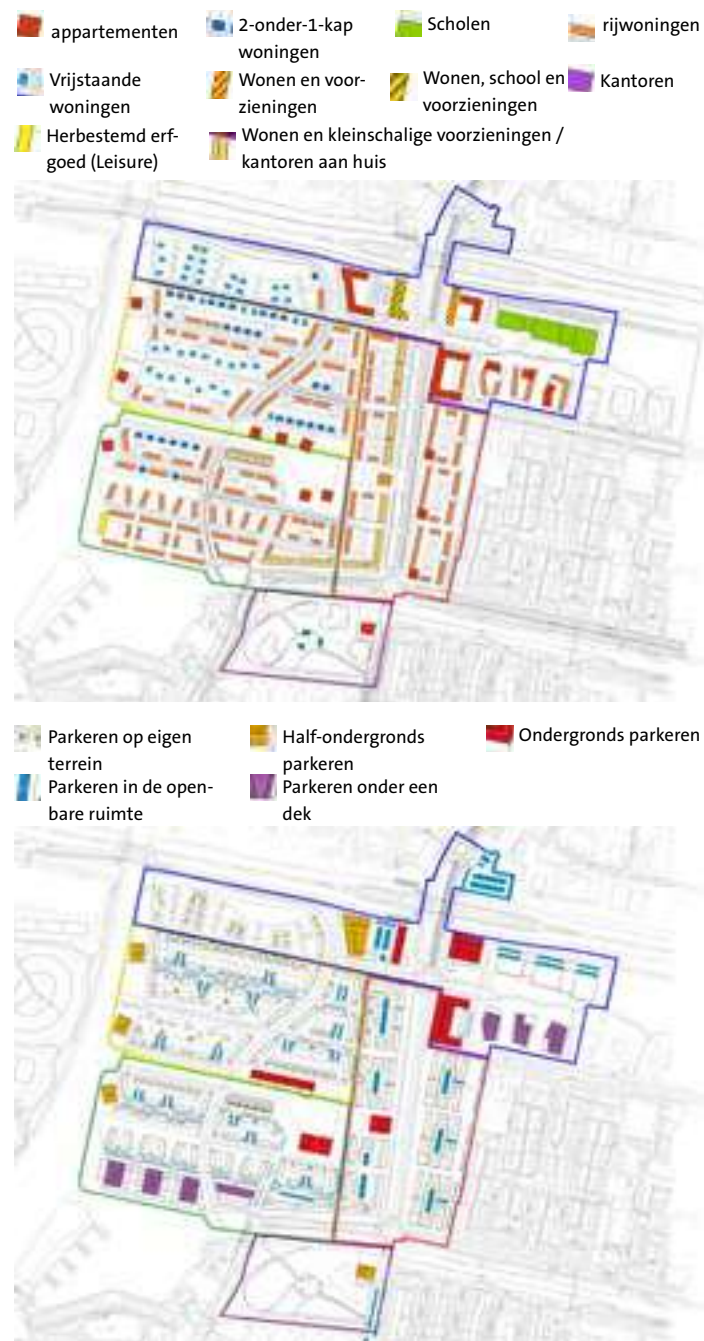 appartementen
2-onder-1-kap
woningen
Scholen
rijwoningen
Vrijstaande
woningen
Wonen en voor-
zieningen
Wonen, school en
voorzieningen
Kantoren
Herbestemd erf-
goed (Leisure)
Wonen en kleinschalige voorzieningen /
kantoren aan huis
Parkeren op eigen
terrein
Half-ondergronds
parkeren
Ondergronds parkeren
Parkeren in de open-
bare ruimte
Parkeren onder een
dek